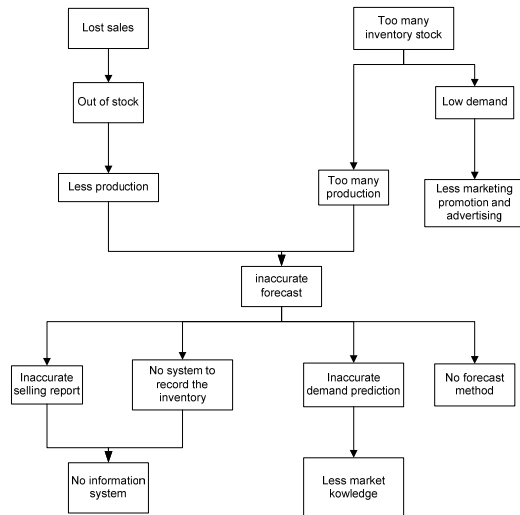 Lost sales
Too many
inventory stock
Out of stock
Low demand
Less production
Too many
production
Less marketing
promotion and
advertising
inaccurate
forecast
Inaccurate
selling report
No system to
record the
inventory
Inaccurate
demand prediction
No forecast
method
No information
system
Less market
kowledge